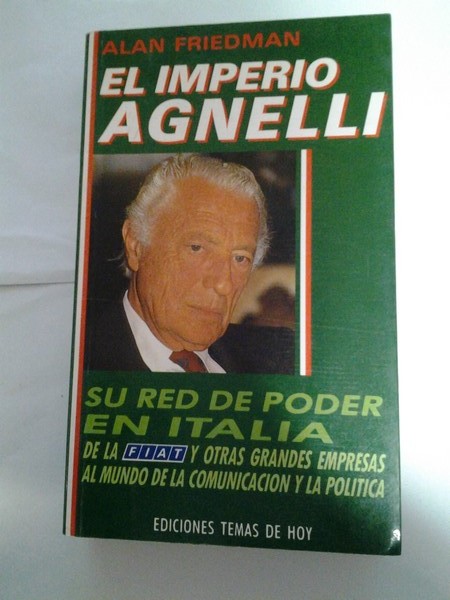 ALAN FRIEDMAN
EL IMPERIO
AGNELLI
SU RED DE PODER
EN ITALIA
DE LA FIAT Y OTRAS GRANDES EMPRESAS
AL MUNDO DE LA COMUNICACION Y LA POLITICA
EDICIONES TEMAS DE HOY